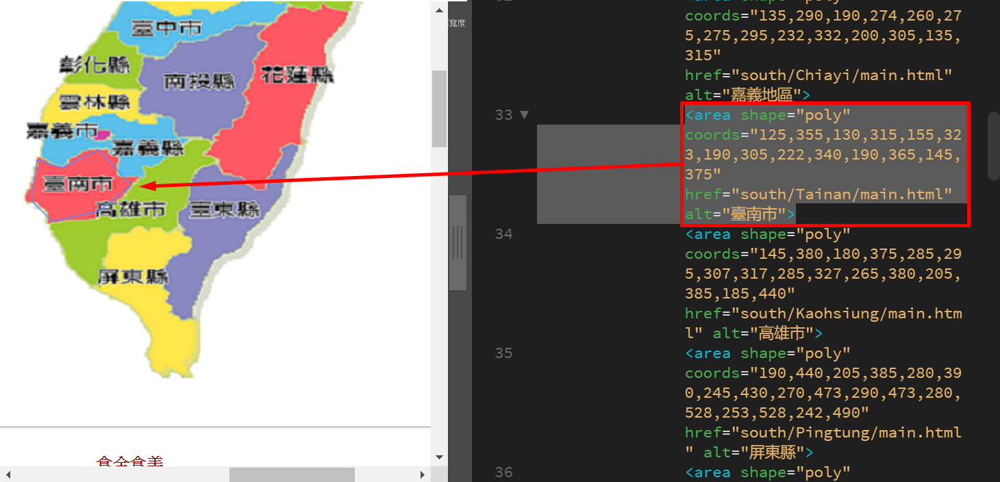 臺中市
彰化縣
南投縣
花蓮縣
雲林縣
嘉義市
嘉義縣
臺南市
高雄市
臺東縣
屏東縣
寬度
coords="135,290,190,274,260,27
5,275,295,232,332,200,305,135,
315"
href="south/Chiayi/main.html"
alt="嘉義地區">
33 ▼ <area shape="poly"
coords="125,355,130,315,155,32
3,190,305,222,340,190,365,145,
375"
href="south/Tainan/main.html"
alt="臺南市">
34 <area shape="poly"
coords="145,380,180,375,285,29
5,307,317,285,327,265,380,205,
385,185,440"
href="south/Kaohsiung/main.htm
l" alt="高雄市">
35 <area shape="poly"
coords="190,440,205,385,280,39
0,245,430,270,473,290,473,280,
528,253,528,242,490"
href="south/Pingtung/main.html
" alt="屏東縣">
36 <area shape="poly"